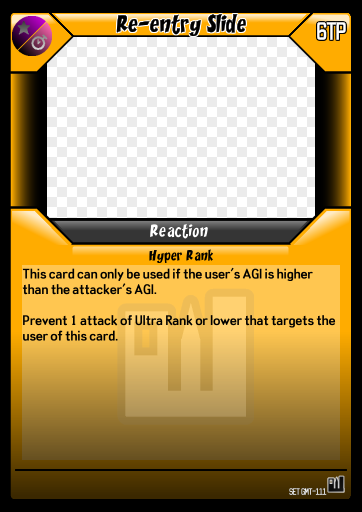 Re-entry Slide
6TP
Reaction
Hyper Rank
This card can only be used if the user's AGI is higher
than the attacker's AGI.
Prevent 1 attack of Ultra Rank or lower that targets the
user of this card.
SET GMT-111